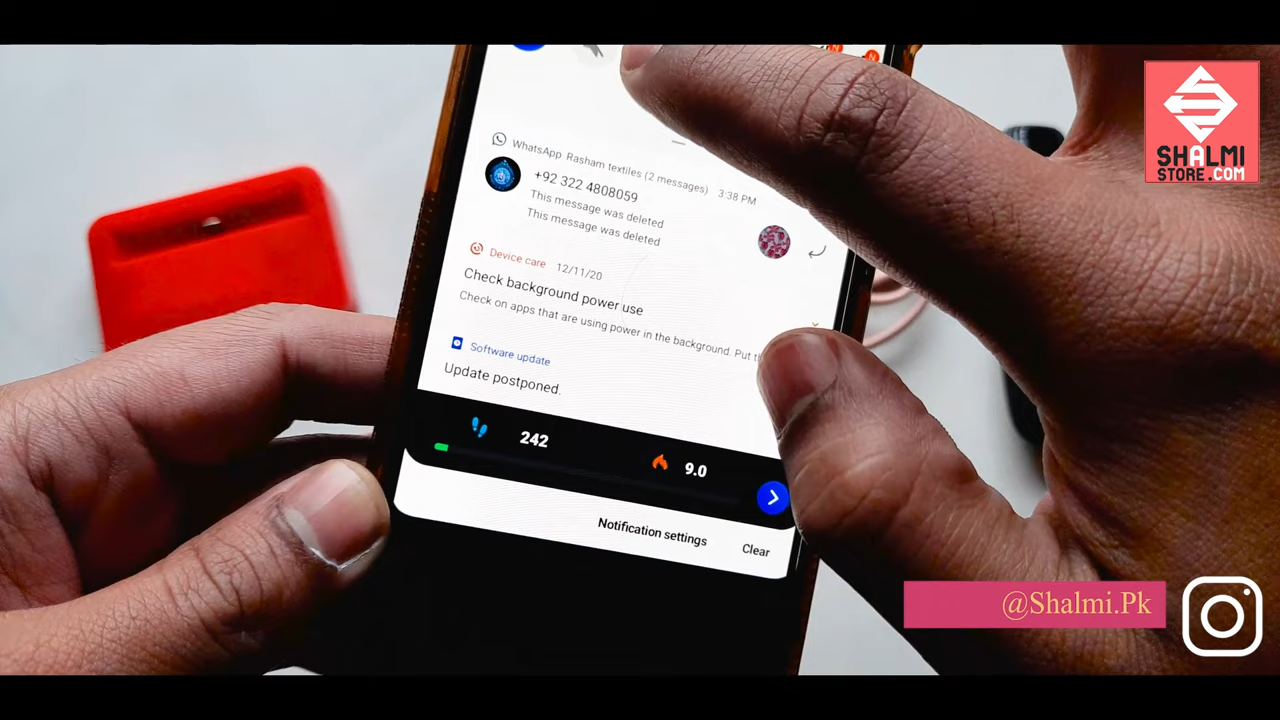 SHALMI
STORE.COM
WhatsApp Rasham textiles (2 messages) 3:38 PM
+92 322 4808059
This message was deleted
This message was deleted
Device care 12/11/20
Check background power use
Check on apps that are using power in the background. Put
Software update
Update postponed.
242
9.0
Notification settings
Clear
@Shalmi.Pk